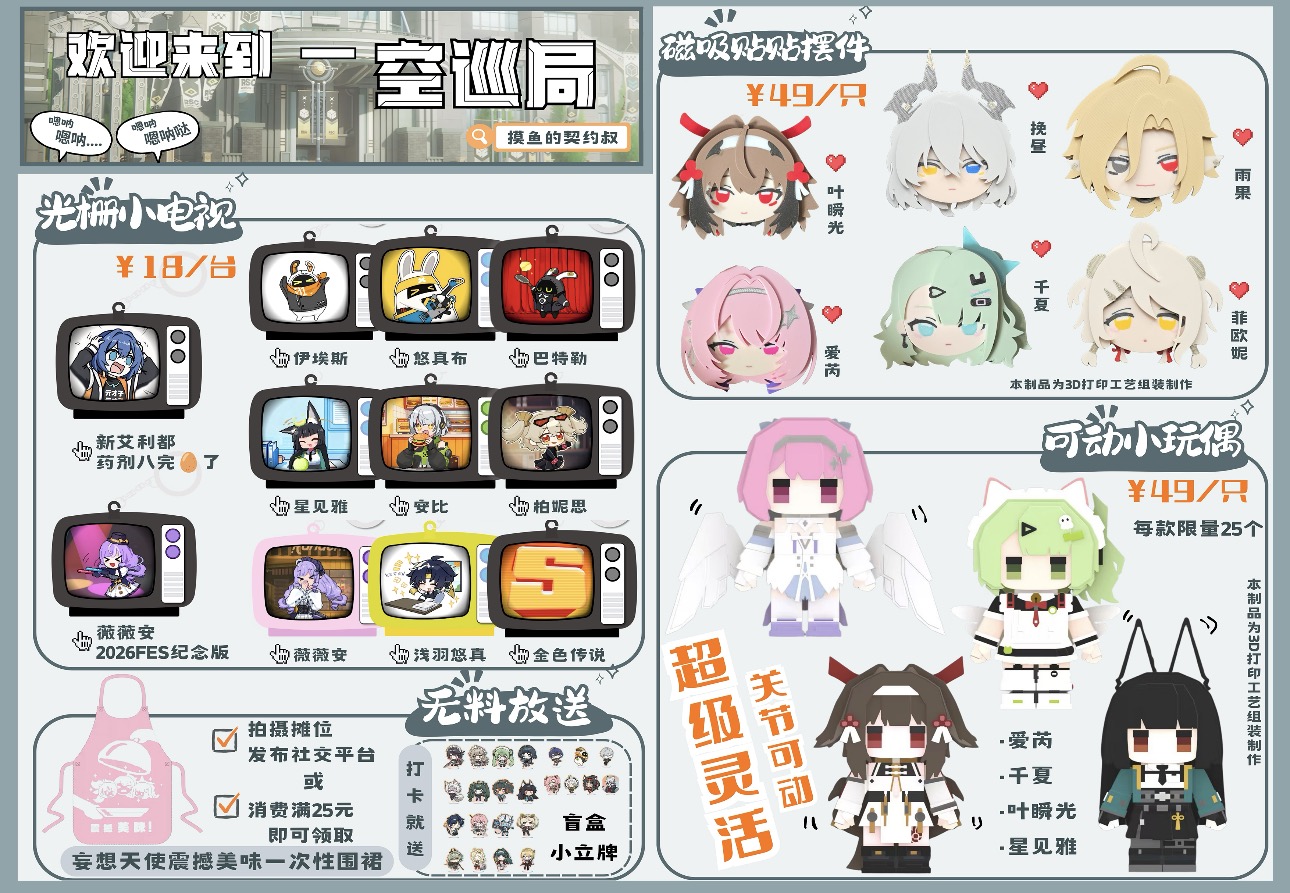 欢迎来到
一空巡局
嗯呐
嗯呐....
嗯呐
嗯呐哒
摸鱼的契约叔
光栅小电视
¥18/台
新艾利都
药剂八完🥚了
伊埃斯
悠真布
巴特勒
星见雅
安比
柏妮思
薇薇安
2026FES纪念版
薇薇安
浅羽悠真
金色传说
无料放送
拍摄摊位
发布社交平台
或
消费满25元
即可领取
妄想天使震撼美味一次性围裙
打卡就送
盲盒
小立牌
磁吸贴贴摆件
¥49/只
叶瞬光
挽昼
雨果
爱芮
千夏
菲欧妮
本制品为3D打印工艺组装制作
可动小玩偶
¥49/只
每款限量25个
本制品为3D打印工艺组装制作
超级灵活
关节可动
·爱芮
·千夏
·叶瞬光
·星见雅